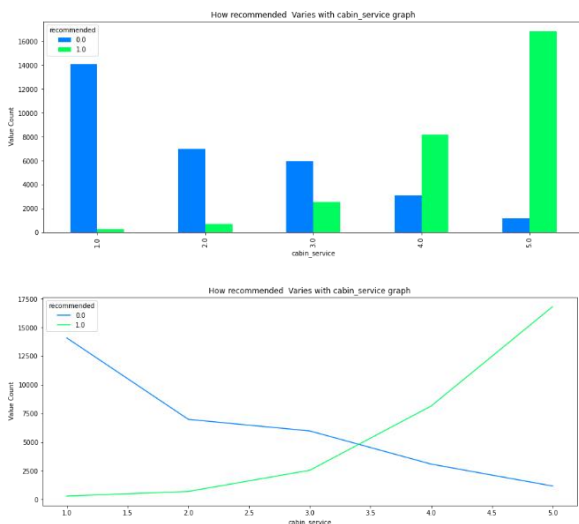 How recommended  Varies with cabin_service graph
recommended
0.0
1.0
16000
14000
12000
10000
8000
6000
4000
2000
0
Value Count
1.0
2.0
3.0
4.0
5.0
cabin_service
How recommended  Varies with cabin_service graph
17500
recommended
0.0
1.0
15000
12500
10000
7500
5000
2500
0
Value Count
1.0 1.5 2.0 2.5 3.0 3.5 4.0 4.5 5.0
cabin_service